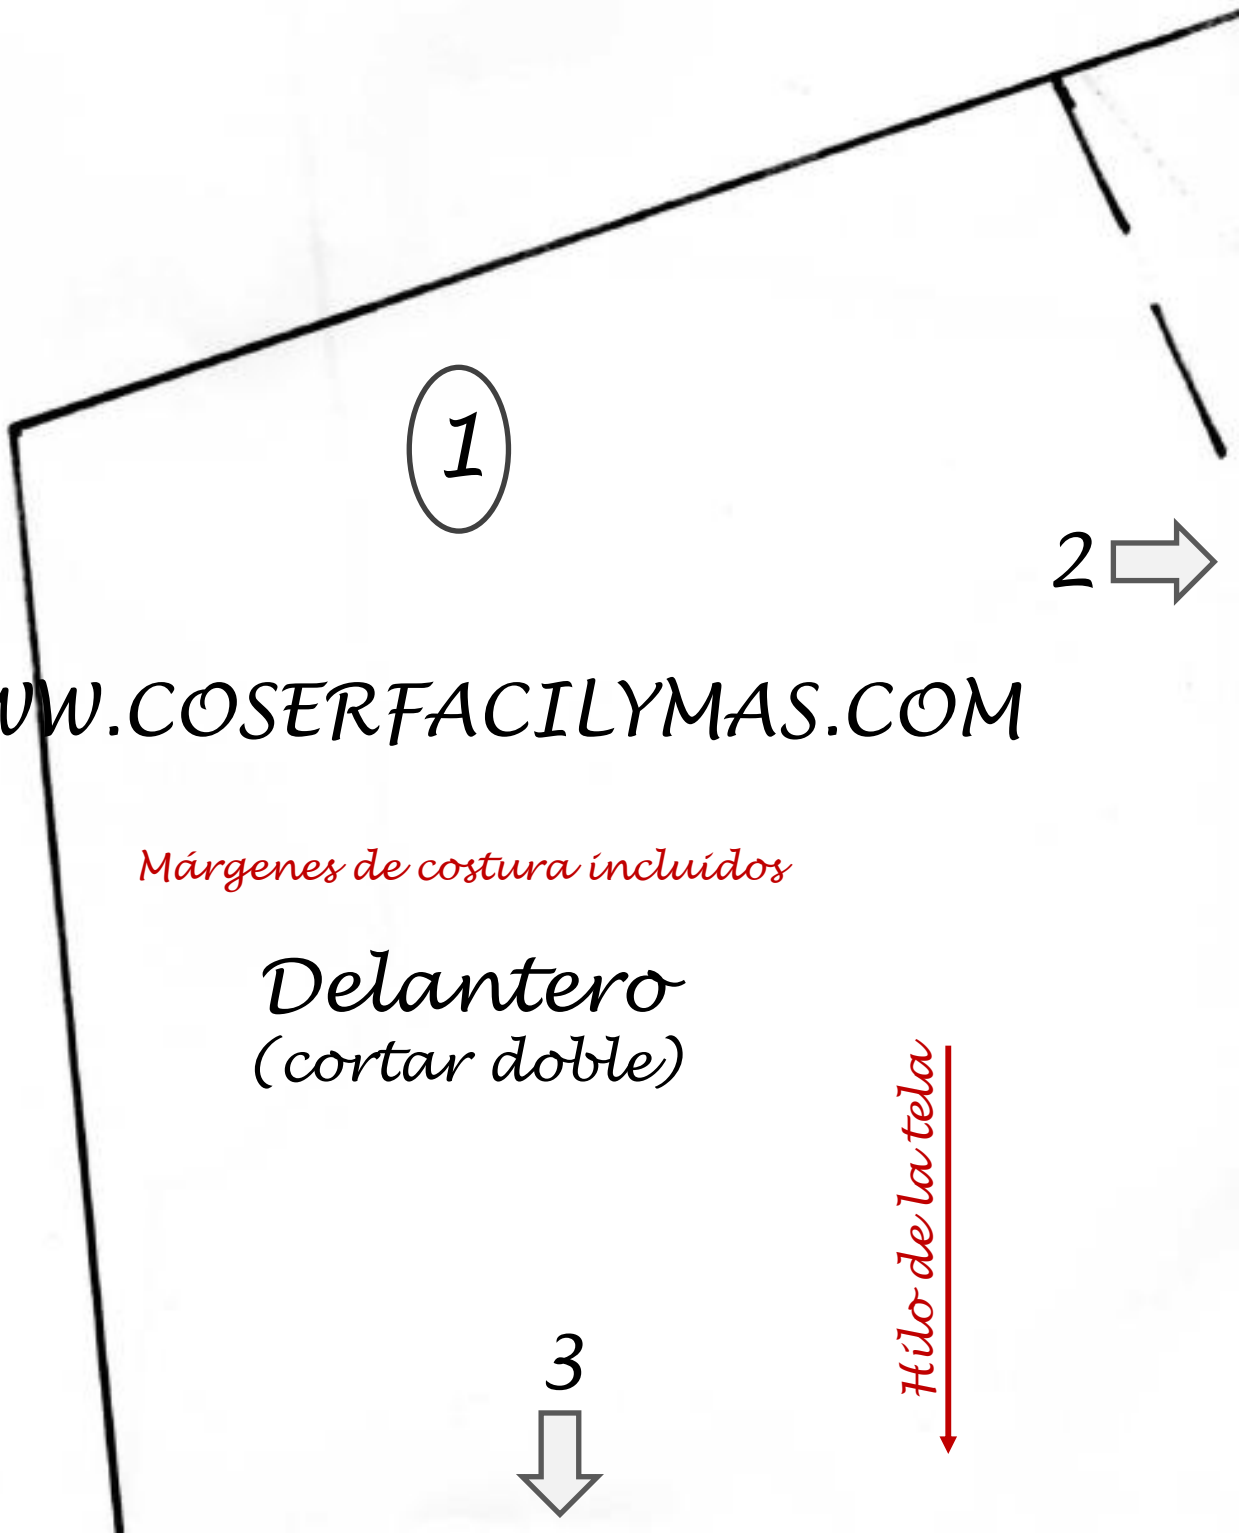 1
2
WW.COSERFACILYMAS.COM
Márgenes de costura incluidos
Delantero
(cortar doble)
Hilo de la tela
3